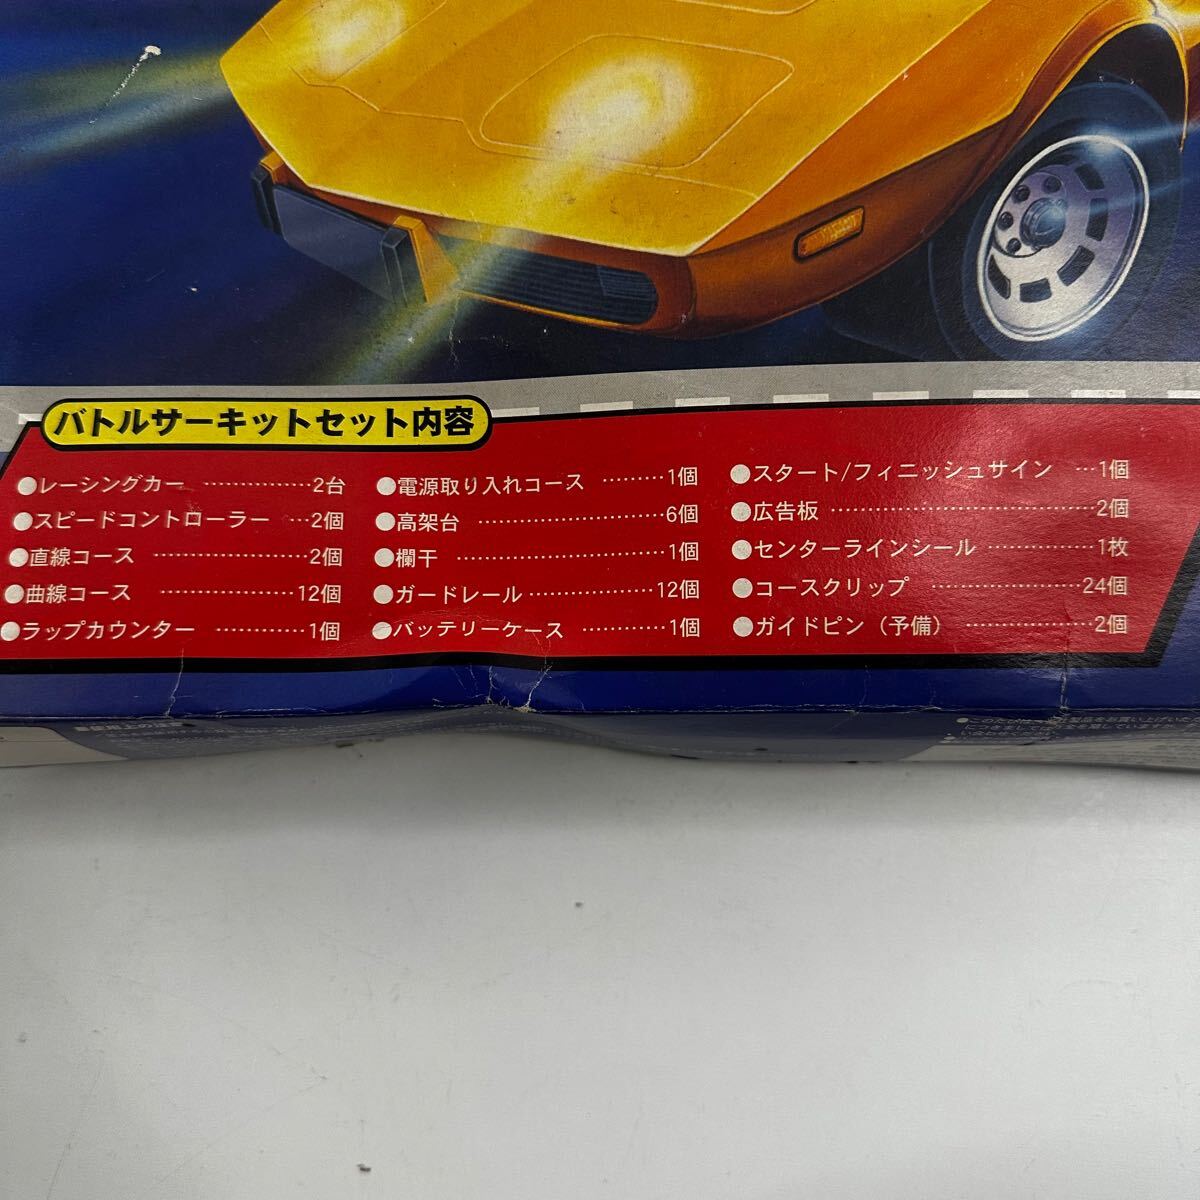 バトルサーキットセット内容
●レーシングカー ……………2台
●スピードコントローラー …2個
●直線コース …………………2個
●曲線コース ………………12個
●ラップカウンター …………1個
●電源取り入れコース ………1個
●高架台 ………………………6個
●欄干 …………………………1個
●ガードレール ……………12個
●バッテリーケース …………1個
●スタート/フィニッシュサイン …1個
●広告板 …………………………2個
●センターラインシール …………1枚
●コースクリップ ………………24個
●ガイドピン（予備） ……………2個